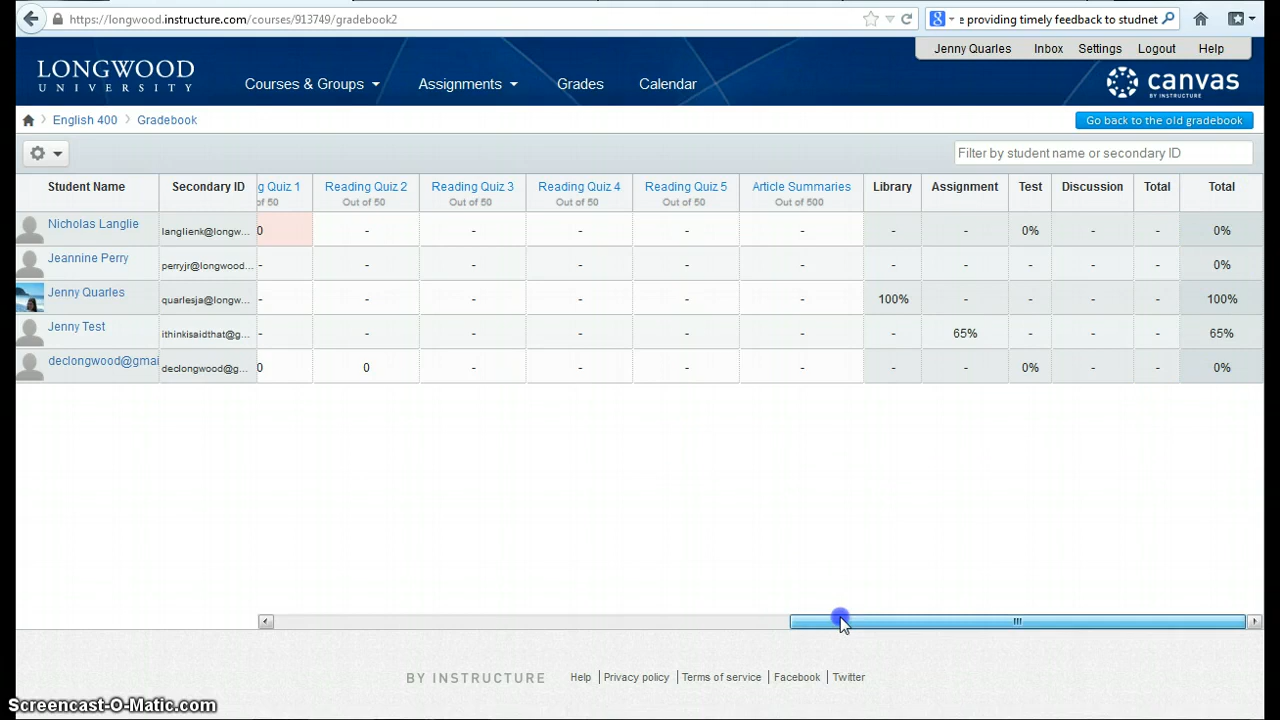 https://longwood.instructure.com/courses/913749/gradebook2
e providing timely feedback to studnet
Jenny Quarles Inbox Settings Logout Help
LONGWOOD
UNIVERSITY
Courses & Groups Assignments Grades Calendar
canvas
BY INSTRUCTURE
English 400 Gradebook
Go back to the old gradebook
Filter by student name or secondary ID
Student Name Secondary ID g Quiz 1 Reading Quiz 2 Reading Quiz 3 Reading Quiz 4 Reading Quiz 5 Article Summaries Library Assignment Test Discussion Total Total
of 50 Out of 50 Out of 50 Out of 50 Out of 50 Out of 500
Nicholas Langlie langlienk@longw... 0 - - - - - - - 0% - - 0%
Jeannine Perry perryjr@longwood... - - - - - - - - - - - 0%
Jenny Quarles quarlesja@longw... - - - - - - 100% - - - - 100%
Jenny Test ithinkisaidthat@g... - - - - - - - 65% - - - 65%
declongwood@gmai declongwood@g... 0 0 - - - - - - 0% - - 0%
BY INSTRUCTURE Help Privacy policy Terms of service Facebook Twitter
Screencast-O-Matic.com